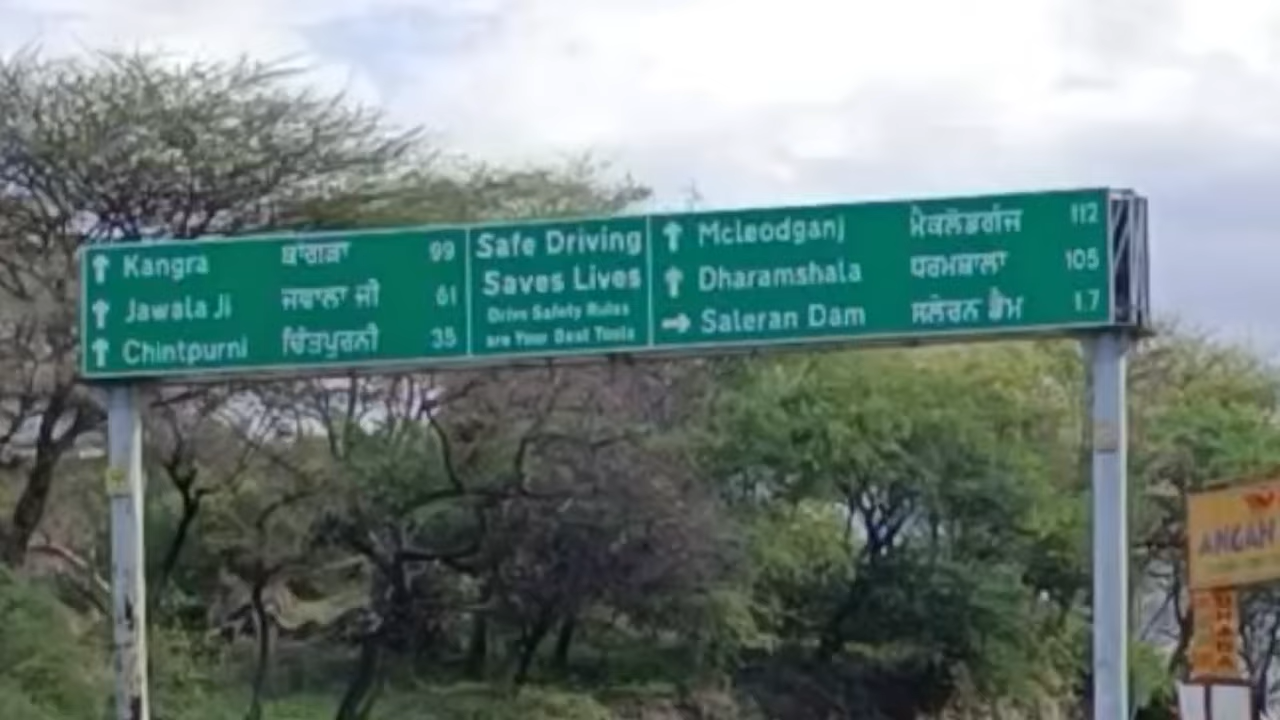 Kangra ਕਾਂਗੜਾ 99
Jawala Ji ਜਵਾਲਾ ਜੀ 61
Chintpurni ਚਿੰਤਪੁਰਨੀ 35
Safe Driving
Saves Lives
Drive Safety Rules
are Your Best Tools
Mcleodganj ਮੈਕਲੋਡਗੰਜ 112
Dharamshala ਧਰਮਸ਼ਾਲਾ 105
Saleran Dam ਸਲੇਰਨ ਡੈਮ 1.7
DHABA